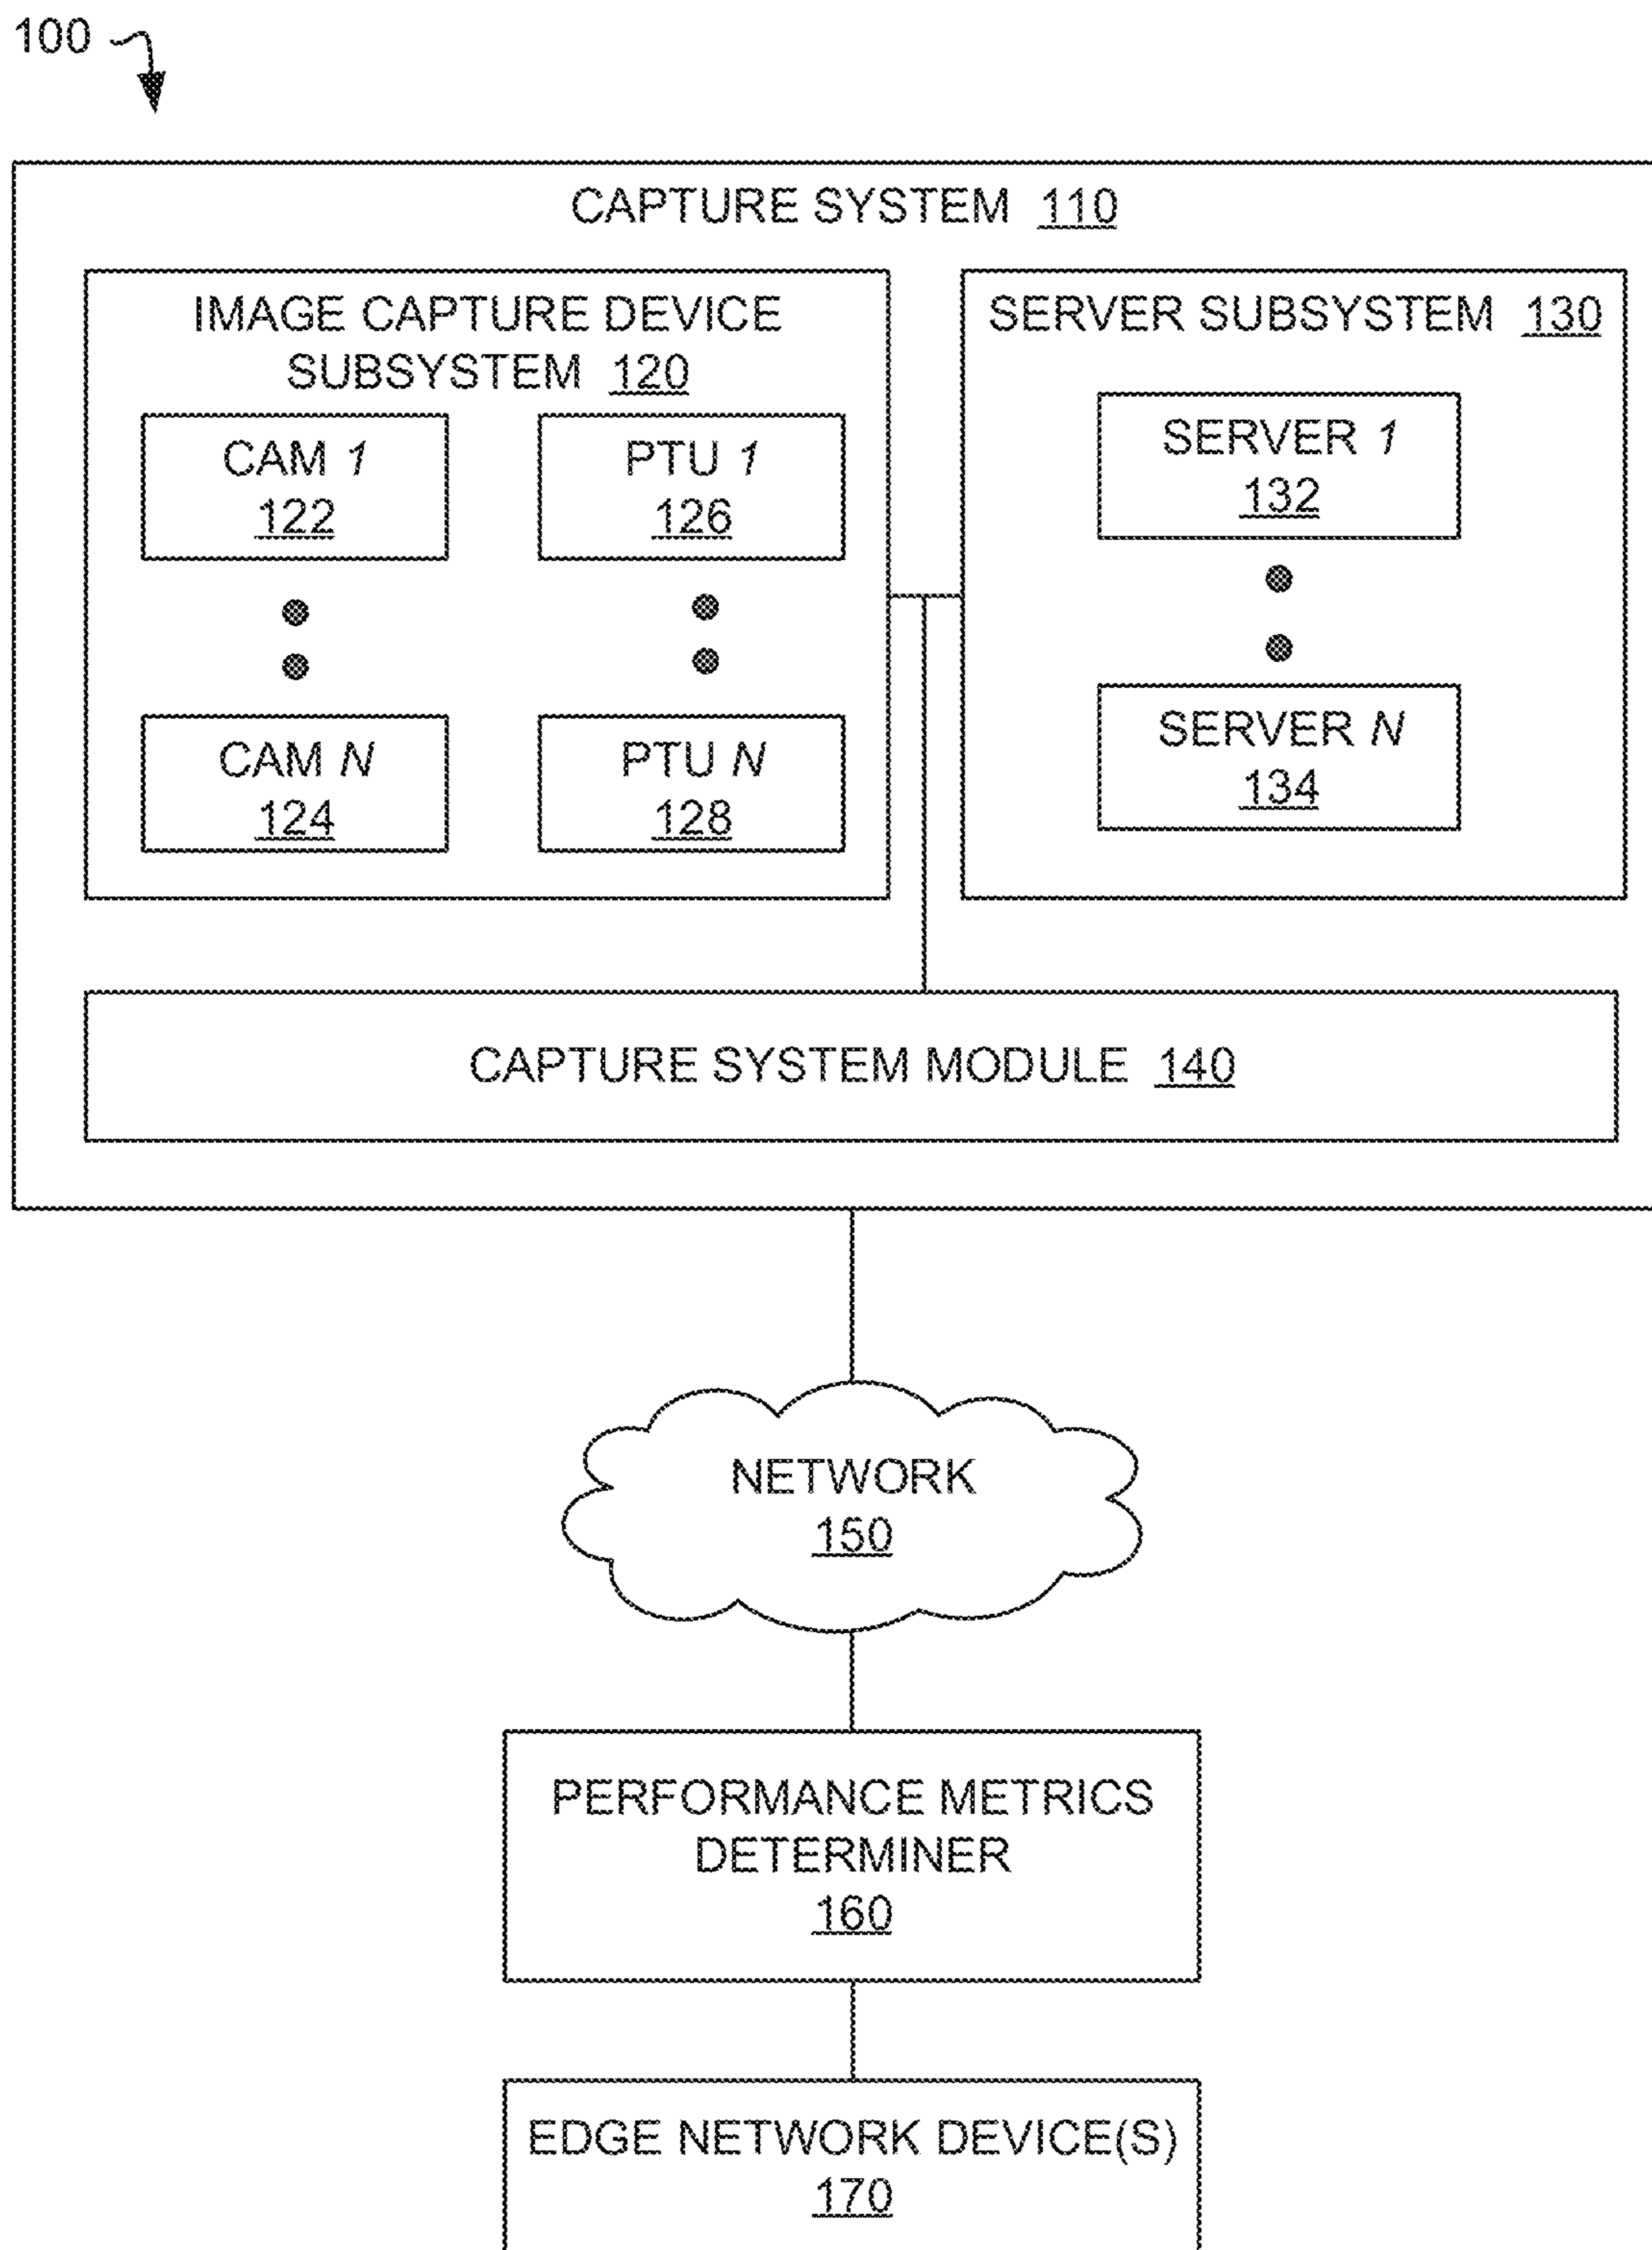 100
CAPTURE SYSTEM 110
IMAGE CAPTURE DEVICE
SUBSYSTEM 120
CAM 1
122
PTU 1
126
CAM N
124
PTU N
128
SERVER SUBSYSTEM 130
SERVER 1
132
SERVER N
134
CAPTURE SYSTEM MODULE 140
NETWORK
150
PERFORMANCE METRICS
DETERMINER
160
EDGE NETWORK DEVICE(S)
170